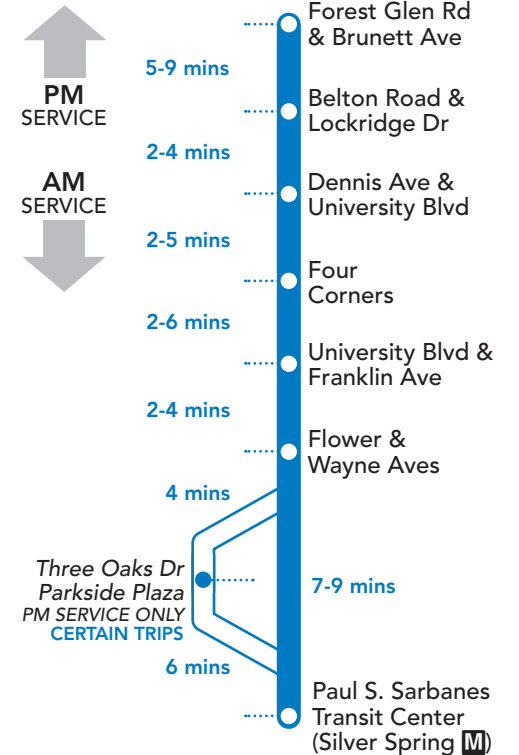 Forest Glen Rd
& Brunett Ave
5-9 mins
PM
SERVICE
Belton Road &
Lockridge Dr
2-4 mins
AM
SERVICE
Dennis Ave &
University Blvd
2-5 mins
Four
Corners
2-6 mins
University Blvd &
Franklin Ave
2-4 mins
Flower &
Wayne Aves
4 mins
Three Oaks Dr
Parkside Plaza
PM SERVICE ONLY
CERTAIN TRIPS
7-9 mins
6 mins
Paul S. Sarbanes
Transit Center
(Silver Spring M)